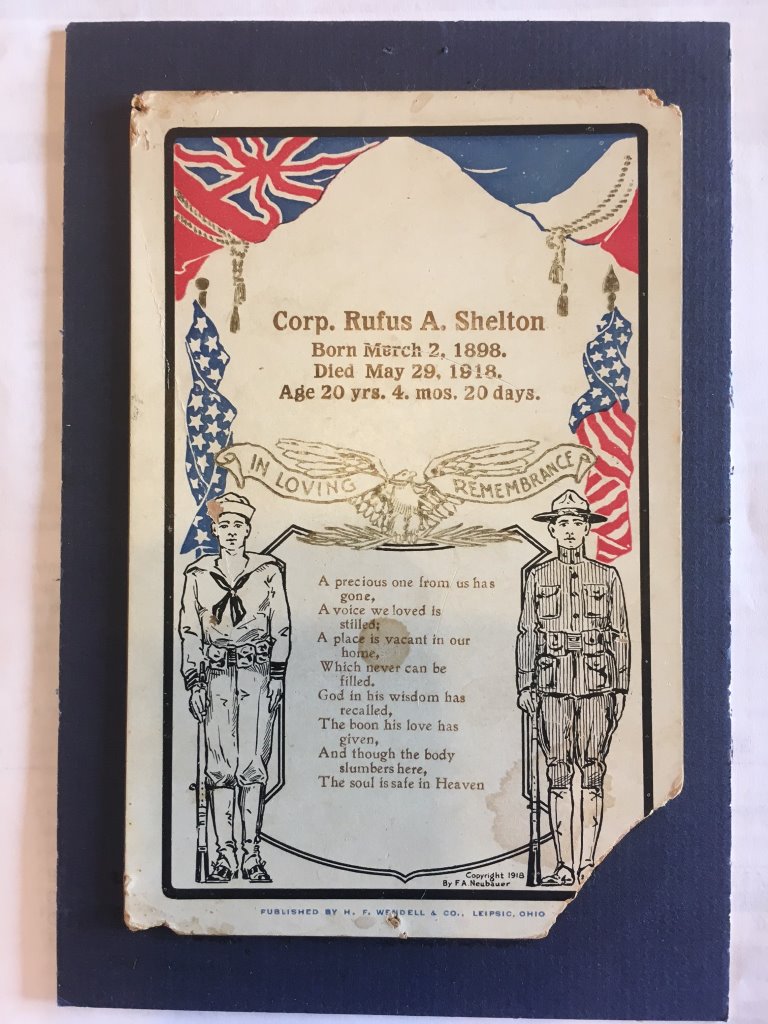 Corp. Rufus A. Shelton
Born March 2, 1898.
Died May 29, 1918.
Age 20 yrs. 4. mos. 20 days.
IN LOVING REMEMBRANCE
A precious one from us has
gone,
A voice we loved is
stilled;
A place is vacant in our
home,
Which never can be
filled.
God in his wisdom has
recalled,
The boon his love has
given,
And though the body
slumbers here,
The soul is safe in Heaven
Copyright 1918
By F.A. Neubauer
PUBLISHED BY H. F. WENDELL & CO., LEIPSIC, OHIO